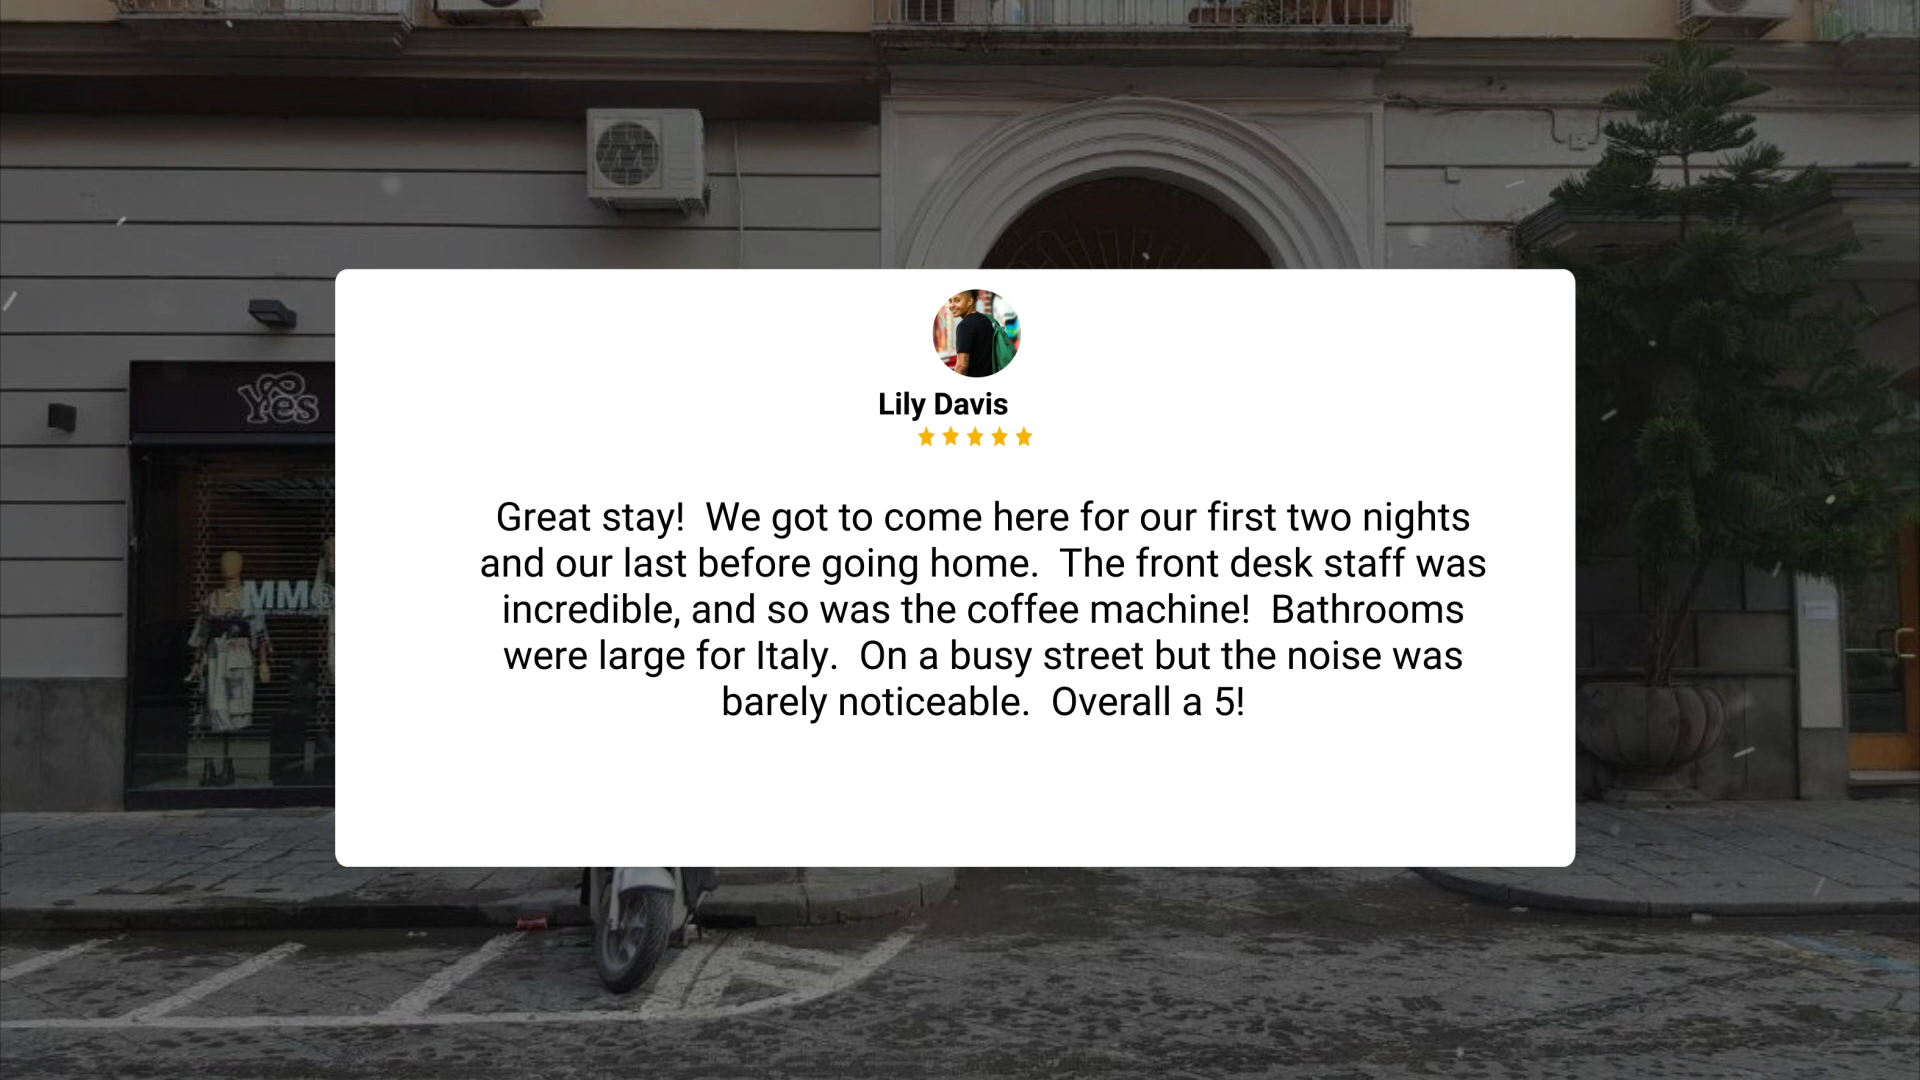 Yes
MM
Lily Davis
Great stay!  We got to come here for our first two nights
and our last before going home.  The front desk staff was
incredible, and so was the coffee machine!  Bathrooms
were large for Italy.  On a busy street but the noise was
barely noticeable.  Overall a 5!